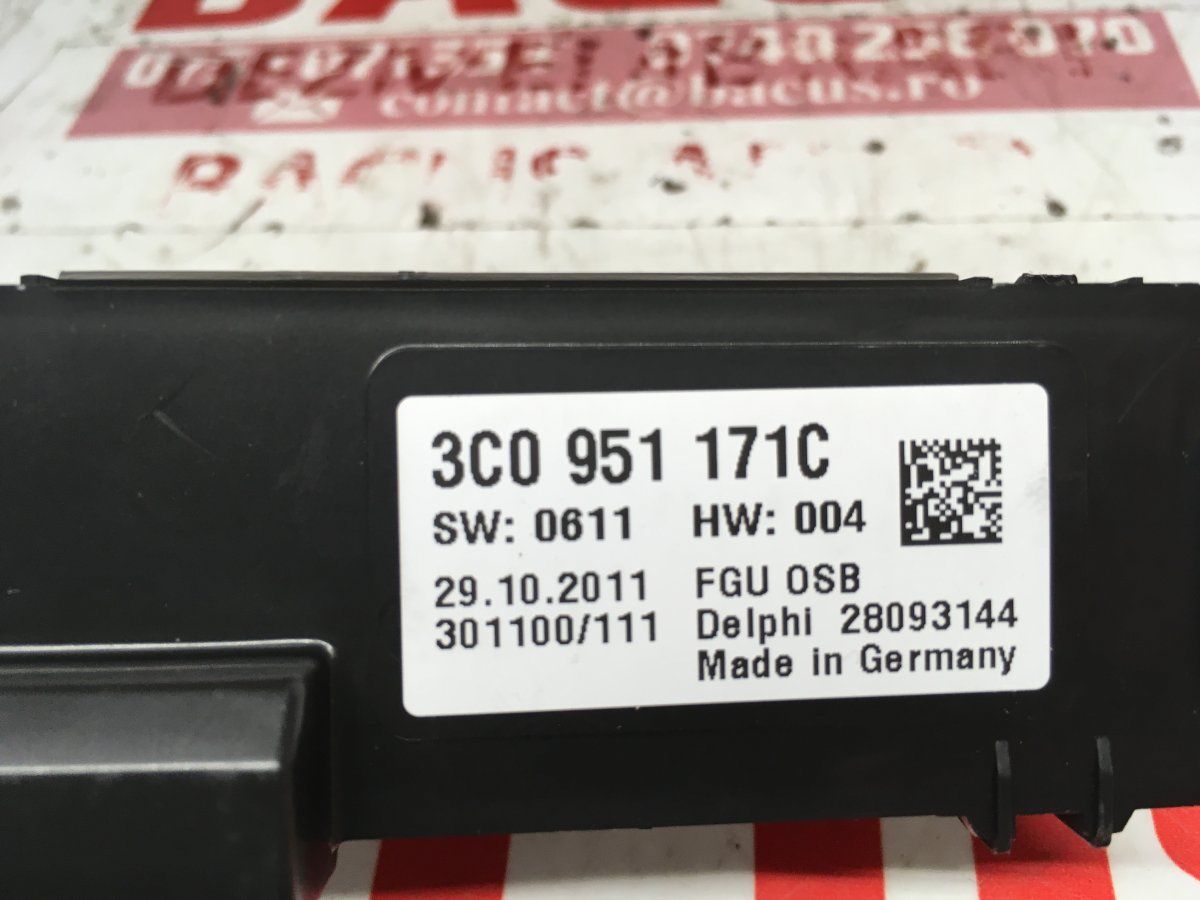 BACUS
contact@bacus.ro
3C0 951 171C
SW: 0611 HW: 004
29.10.2011 FGU OSB
301100/111 Delphi 28093144
Made in Germany